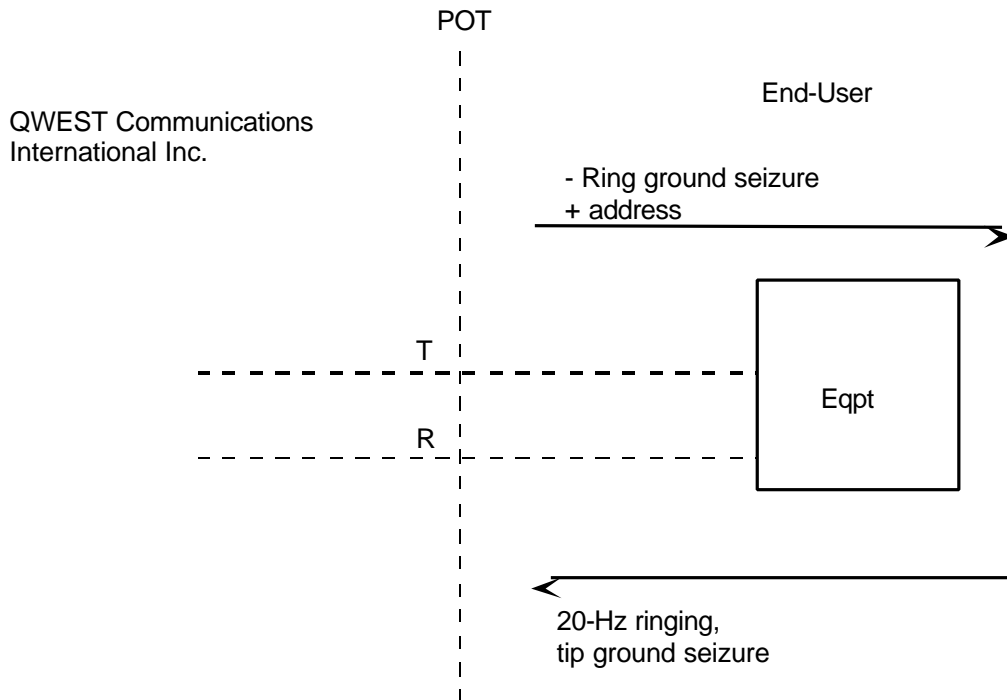 POT
End-User
QWEST Communications
International Inc.
- Ring ground seizure
+ address
T
Eqpt
R
20-Hz ringing,
tip ground seizure